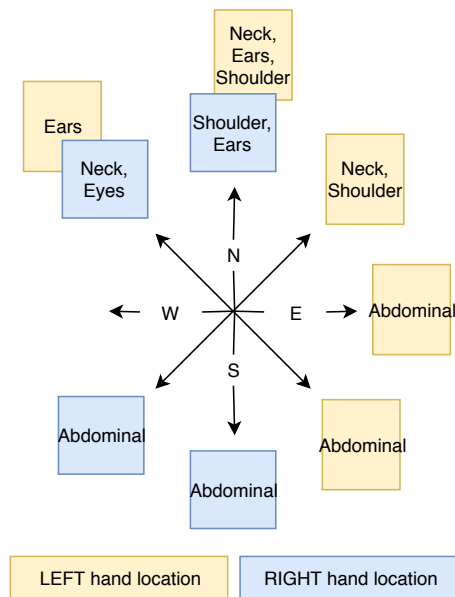 Neck,
Ears,
Shoulder
Shoulder,
Ears
Ears
Neck,
Eyes
Neck,
Shoulder
N
W
E
S
Abdominal
Abdominal
Abdominal
Abdominal
LEFT hand location
RIGHT hand location